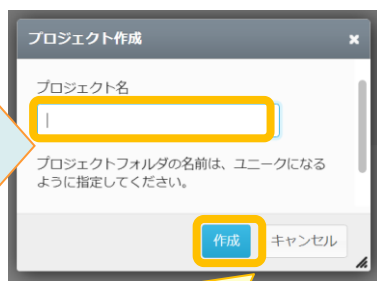 プロジェクト作成
プロジェクト名
プロジェクトフォルダの名前は、ユニークになる
ように指定してください。
作成 キャンセル